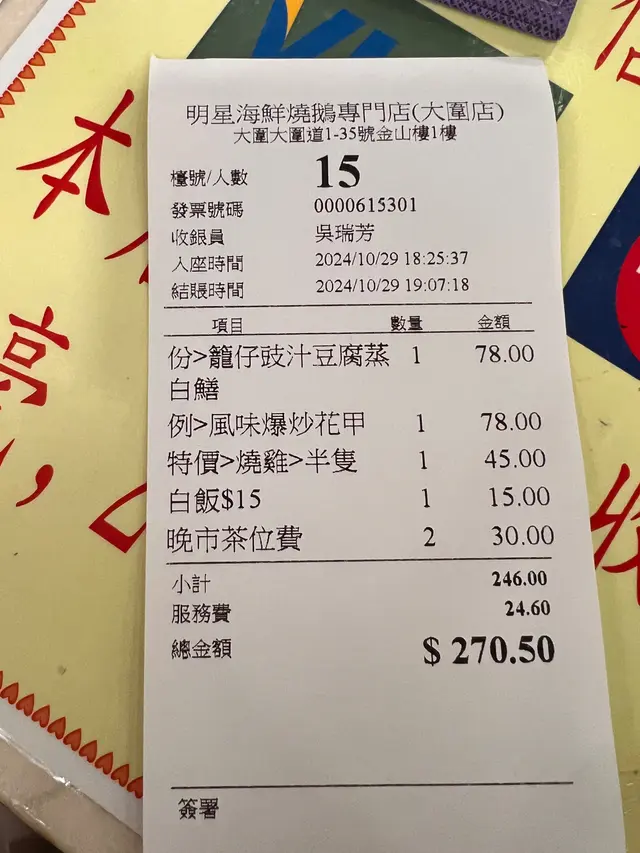 明星海鮮燒鵝專門店(大圍店)
大圍大圍道1-35號金山樓1樓
檯號/人數 15
發票號碼 0000615301
收銀員 吳瑞芳
入座時間 2024/10/29 18:25:37
結賬時間 2024/10/29 19:07:18
項目 數量 金額
份>籠仔豉汁豆腐蒸 1 78.00
白鱔
例>風味爆炒花甲 1 78.00
特價>燒雞>半隻 1 45.00
白飯$15 1 15.00
晚市茶位費 2 30.00
小計 246.00
服務費 24.60
總金額 $ 270.50
簽署
本